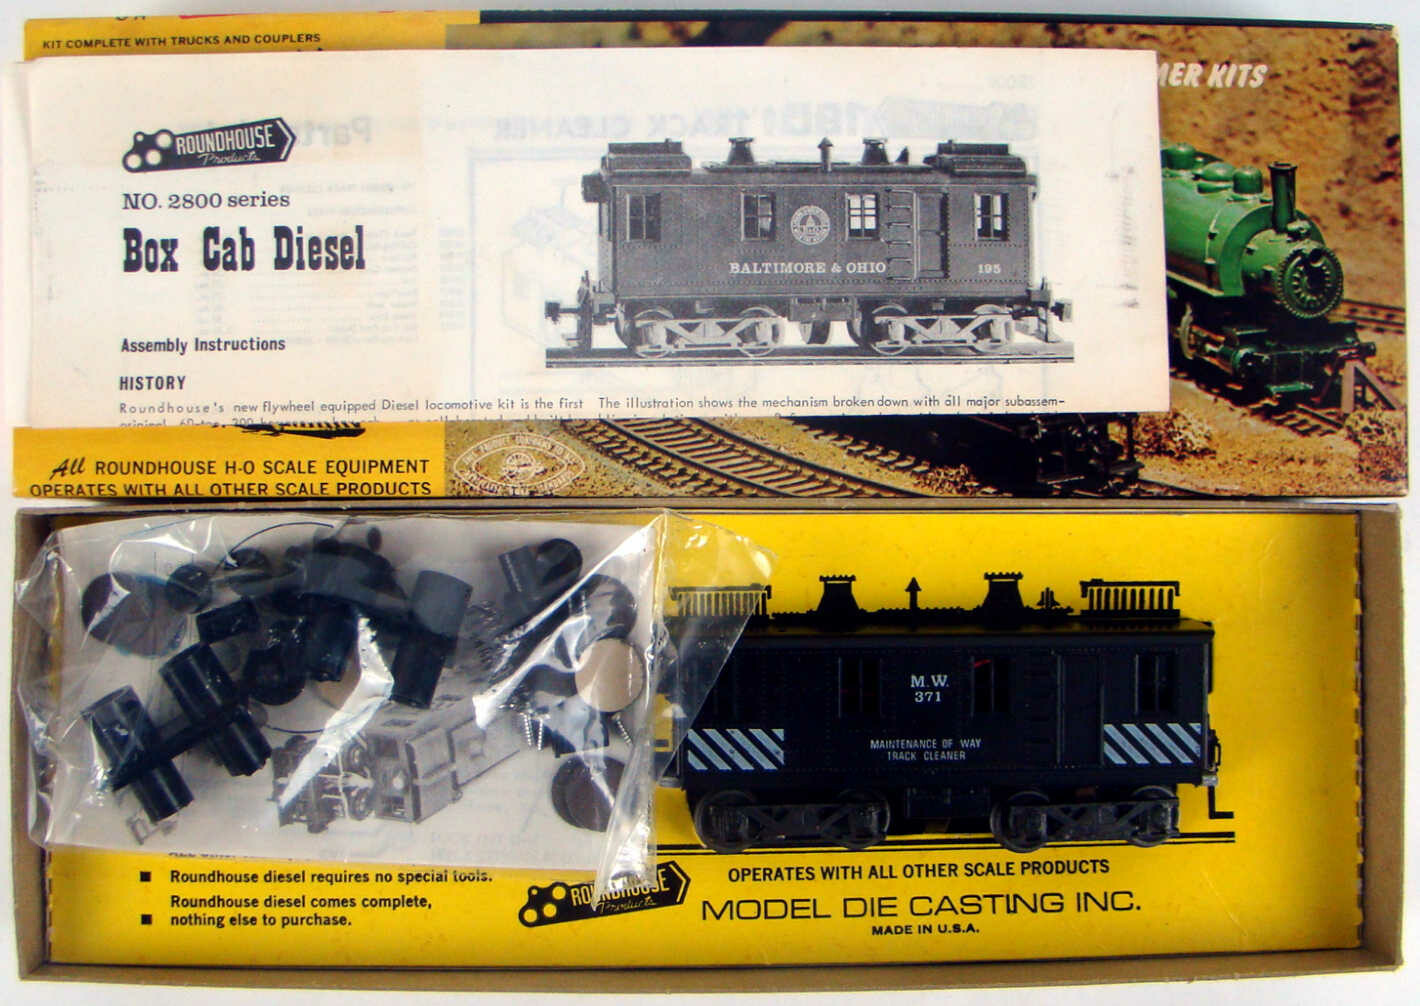 KIT COMPLETE WITH TRUCKS AND COUPLERS
MER KITS
ROUNDHOUSE
Products
NO. 2800 series
Box Cab Diesel
TRACK CLEANER
Parts
BALTIMORE & OHIO
195
Assembly Instructions
HISTORY
Roundhouse's new flywheel equipped Diesel locomotive kit is the first
The illustration shows the mechanism broken down with all major subassem-
All ROUNDHOUSE H-O SCALE EQUIPMENT
OPERATES WITH ALL OTHER SCALE PRODUCTS
M.W.
371
MAINTENANCE OF WAY
TRACK CLEANER
■ Roundhouse diesel requires no special tools.
Roundhouse diesel comes complete,
■ nothing else to purchase.
ROUNDHOUSE
Products
OPERATES WITH ALL OTHER SCALE PRODUCTS
MODEL DIE CASTING INC.
MADE IN U.S.A.